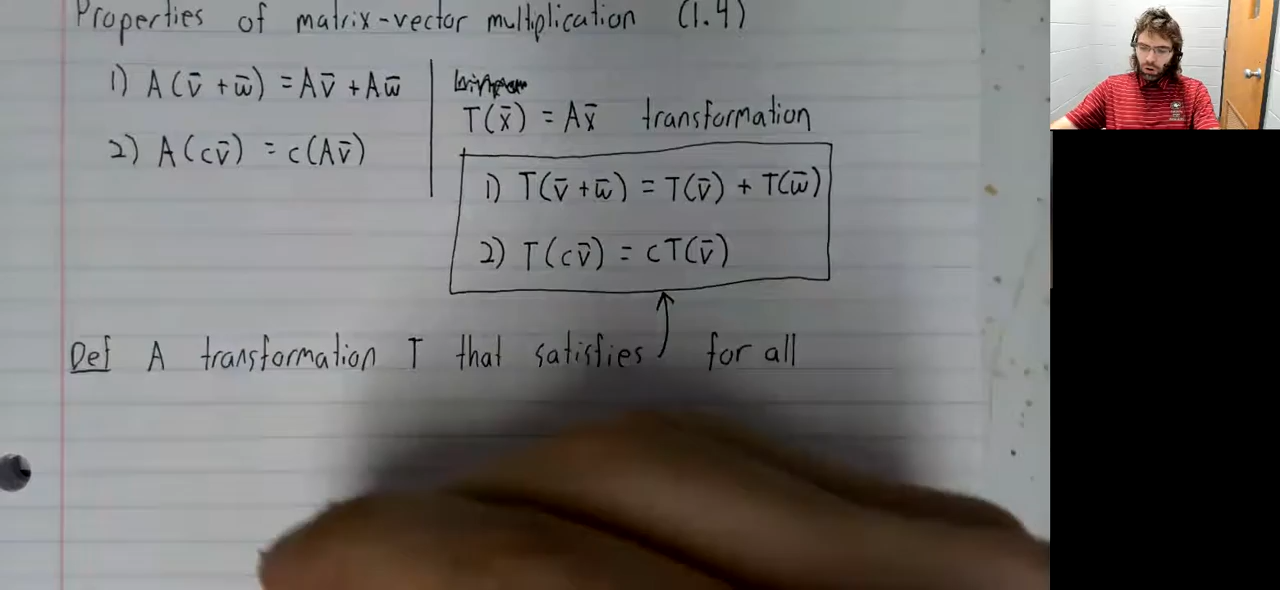 Properties of matrix-vector multiplication (1.4)
1) A(v̄ + w̄) = Av̄ + Aw̄
2) A(cv̄) = c(Av̄)
T(x̄) = Ax̄ transformation
1) T(v̄ + w̄) = T(v̄) + T(w̄)
2) T(cv̄) = cT(v̄)
Def A transformation T that satisfies for all